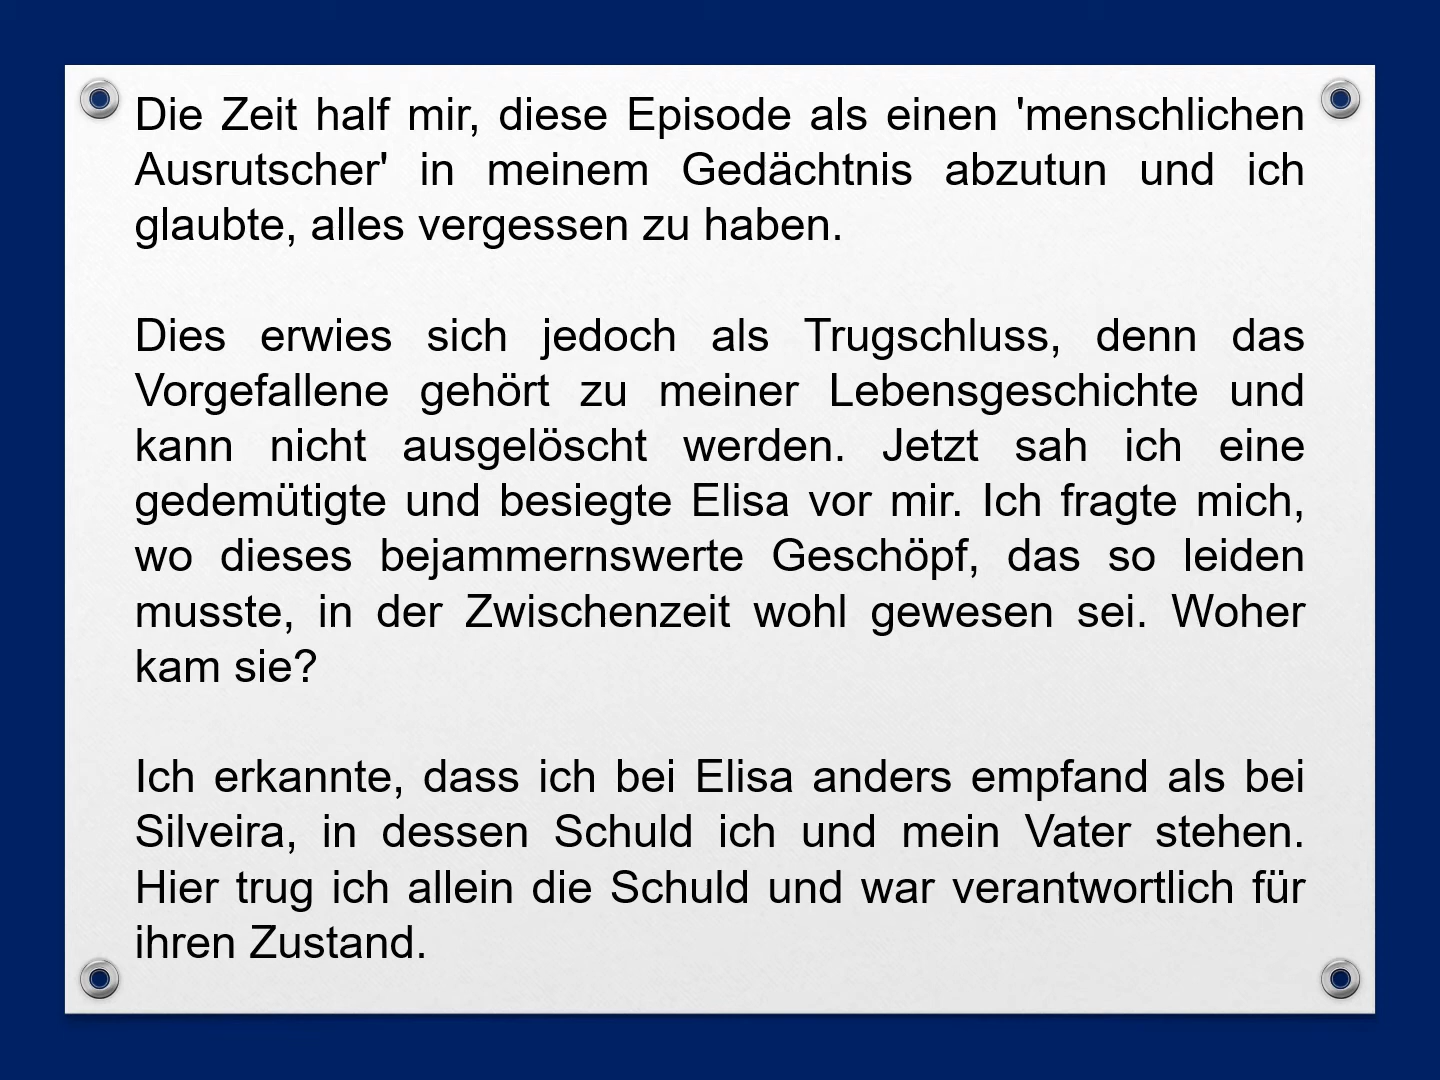 Die Zeit half mir, diese Episode als einen 'menschlichen
Ausrutscher' in meinem Gedächtnis abzutun und ich
glaubte, alles vergessen zu haben.
Dies erwies sich jedoch als Trugschluss, denn das
Vorgefallene gehört zu meiner Lebensgeschichte und
kann nicht ausgelöscht werden. Jetzt sah ich eine
gedemütigte und besiegte Elisa vor mir. Ich fragte mich,
wo dieses bejammernswerte Geschöpf, das so leiden
musste, in der Zwischenzeit wohl gewesen sei. Woher
kam sie?
Ich erkannte, dass ich bei Elisa anders empfand als bei
Silveira, in dessen Schuld ich und mein Vater stehen.
Hier trug ich allein die Schuld und war verantwortlich für
ihren Zustand.